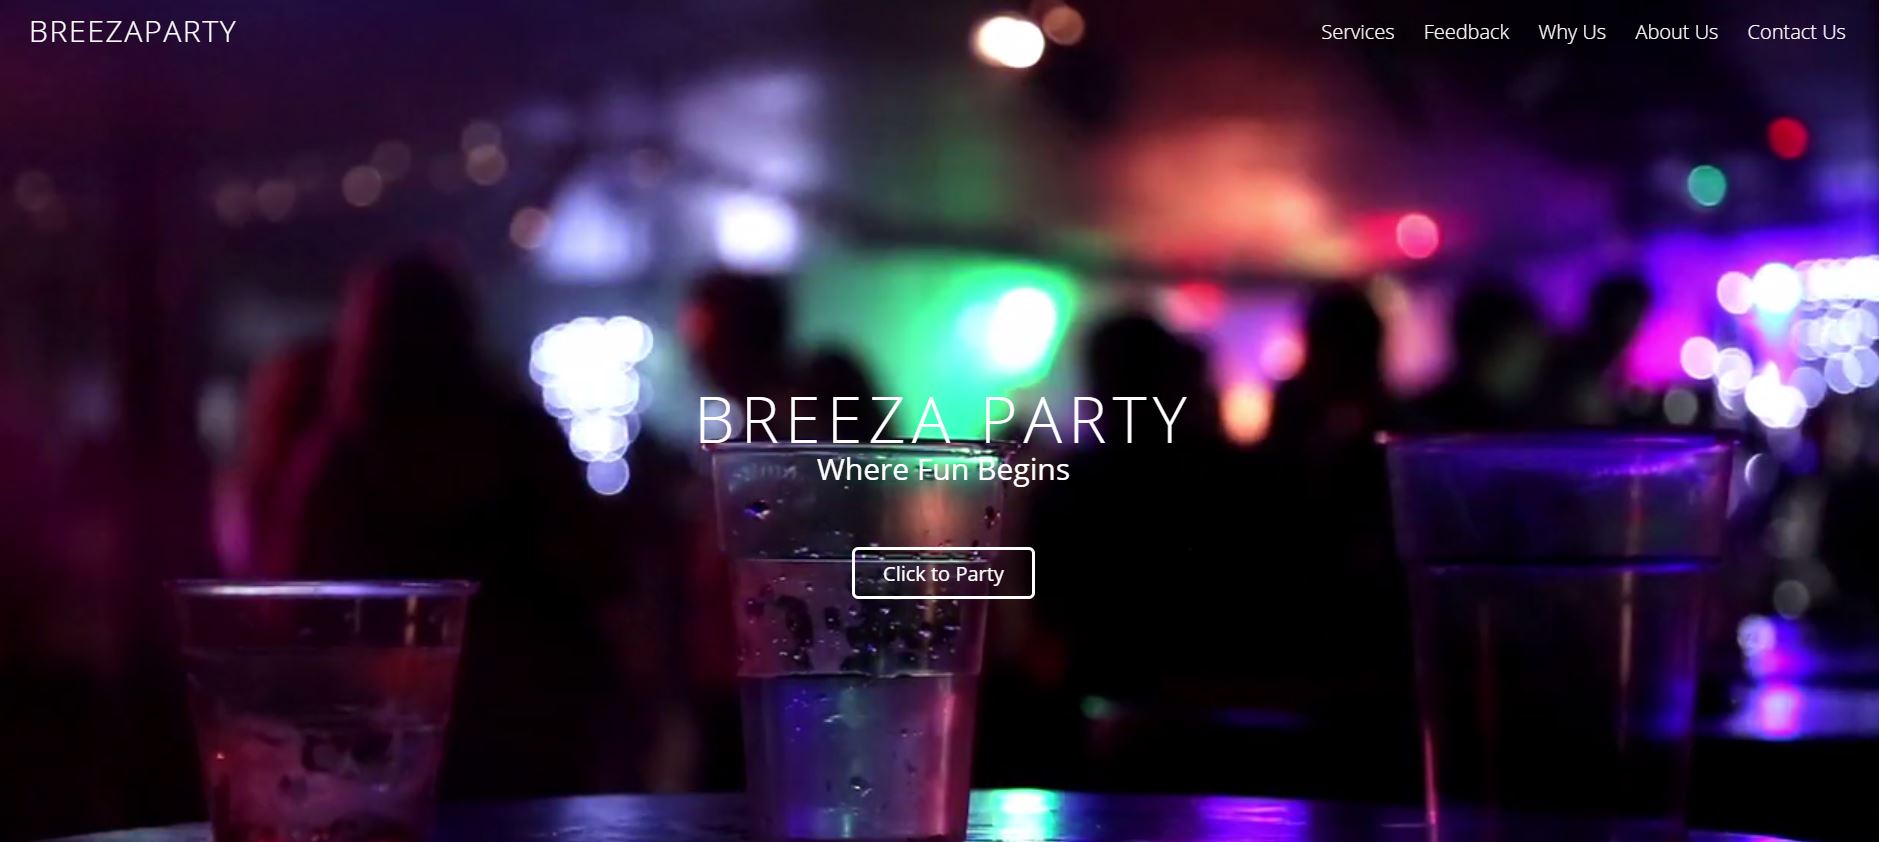 BREEZAPARTY
Services Feedback Why Us About Us Contact Us
BREEZA PARTY
Where Fun Begins
Click to Party